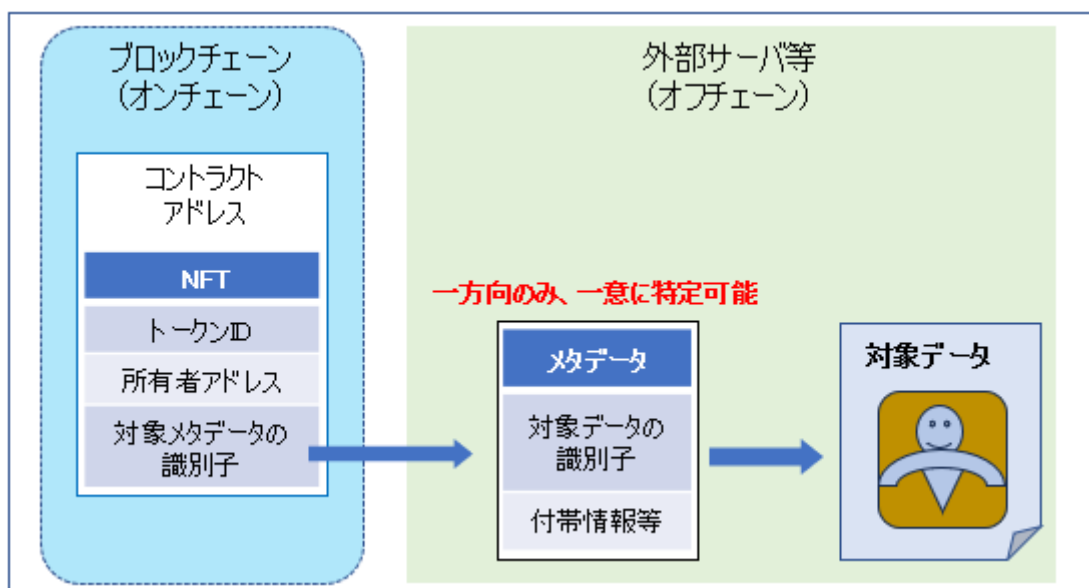 ブロックチェーン
（オンチェーン）
コントラクト
アドレス
NFT
トークンID
所有者アドレス
対象メタデータの
識別子
外部サーバ等
（オフチェーン）
一方向のみ、一意に特定可能
メタデータ
対象データの
識別子
付帯情報等
対象データ